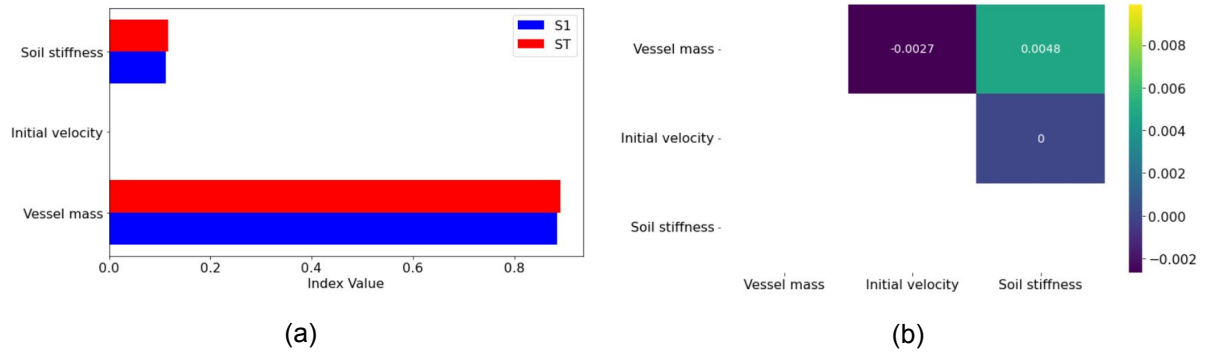 S1
ST
Soil stiffness
Initial velocity
Vessel mass
0.0 0.2 0.4 0.6 0.8
Index Value
(a)
Vessel mass
Initial velocity
Soil stiffness
-0.0027 0.0048
0
Vessel mass Initial velocity Soil stiffness
0.008
0.006
0.004
0.002
0.000
−0.002
(b)